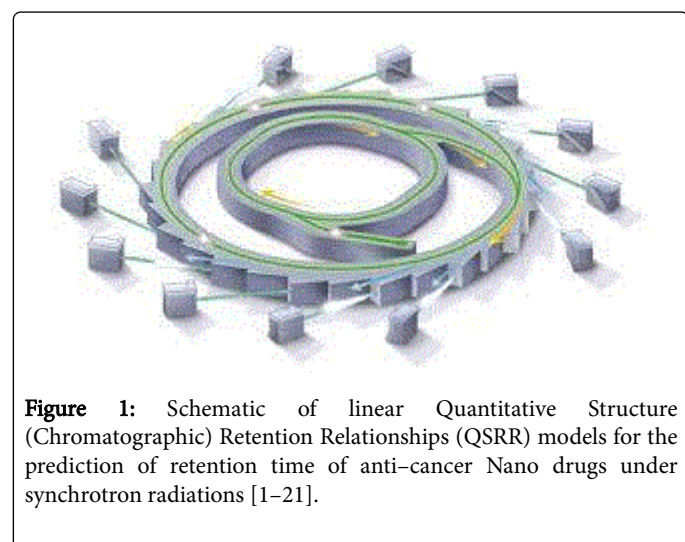 Figure 1: Schematic of linear Quantitative Structure
(Chromatographic) Retention Relationships (QSRR) models for the
prediction of retention time of anti–cancer Nano drugs under
synchrotron radiations [1–21].